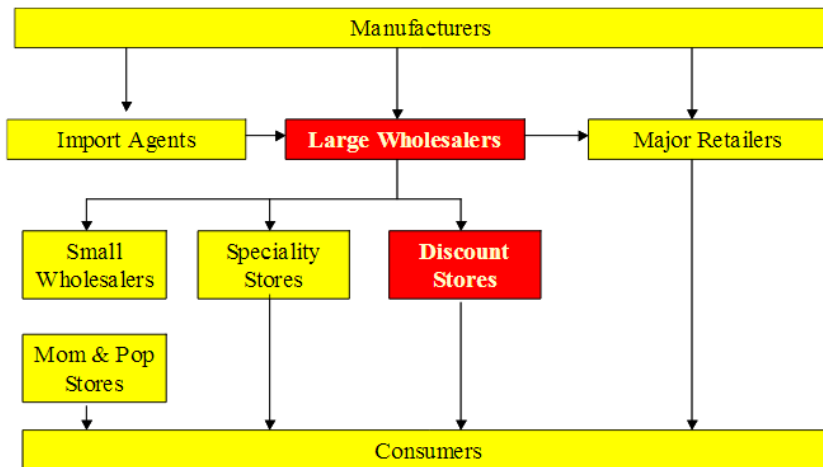 Manufacturers
Import Agents
Large Wholesalers
Major Retailers
Small
Wholesalers
Speciality
Stores
Discount
Stores
Mom & Pop
Stores
Consumers